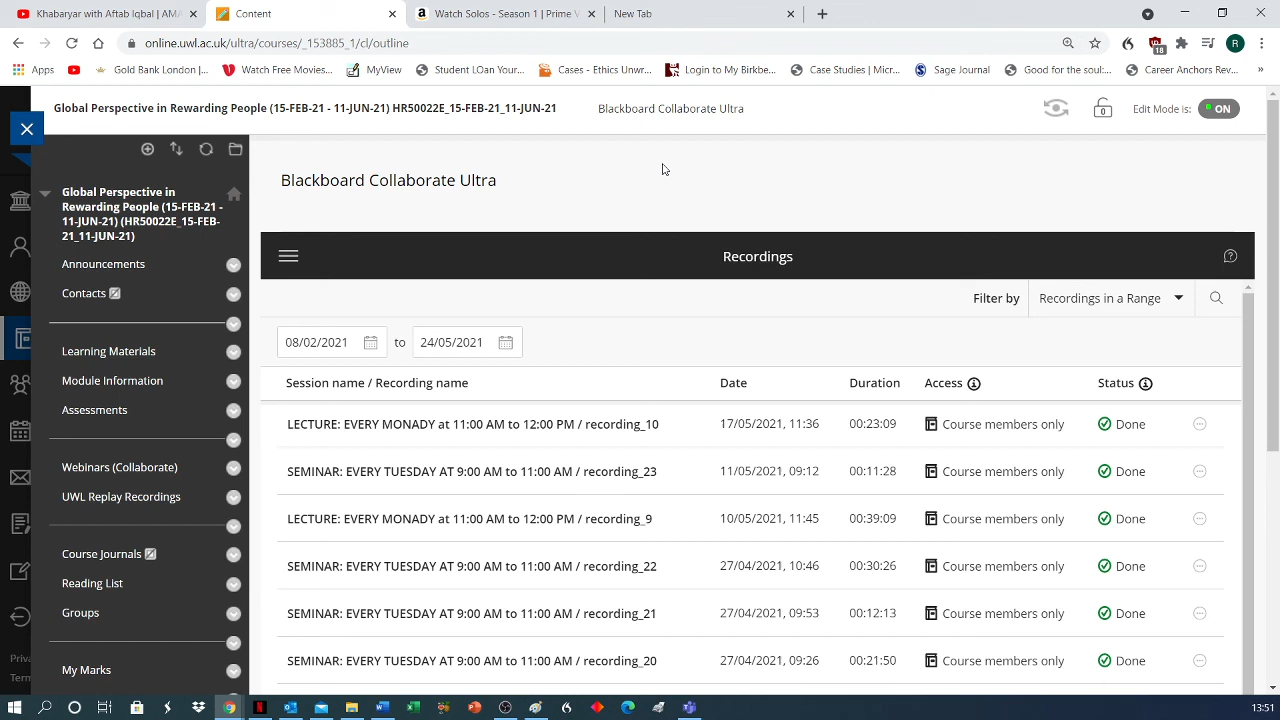 Khabaryar with Aftab Iqbal | (AM
Content
Watch Solos - Season 1 | Prime V
New Tab
online.uwl.ac.uk/ultra/courses/_153885_1/cl/outline
18
R
Apps
Gold Bank London |...
Watch Free Movies...
MyView
Student LOan Your...
Cases - Ethics Unwr...
Login to My Birkbe...
Case Studies | Micr...
Sage Journal
Good for the soul:...
Career Anchors Rev...
»
Global Perspective in Rewarding People (15-FEB-21 - 11-JUN-21) HR50022E_15-FEB-21_11-JUN-21)
Blackboard Collaborate Ultra
0
Edit Mode is:
ON
Global Perspective in
Rewarding People (15-FEB-21 -
11-JUN-21) (HR50022E_15-FEB-
21_11-JUN-21)
Announcements
Contacts
Learning Materials
Module Information
Assessments
Webinars (Collaborate)
UWL Replay Recordings
Course Journals
Reading List
Groups
My Marks
Priva
Term
Blackboard Collaborate Ultra
Recordings
Filter by
Recordings in a Range
08/02/2021 to 24/05/2021
Session name / Recording name Date Duration Access Status
LECTURE: EVERY MONADY at 11:00 AM to 12:00 PM / recording_10 17/05/2021, 11:36 00:23:09 Course members only Done
SEMINAR: EVERY TUESDAY AT 9:00 AM to 11:00 AM / recording_23 11/05/2021, 09:12 00:11:28 Course members only Done
LECTURE: EVERY MONADY at 11:00 AM to 12:00 PM / recording_9 10/05/2021, 11:45 00:39:09 Course members only Done
SEMINAR: EVERY TUESDAY AT 9:00 AM to 11:00 AM / recording_22 27/04/2021, 10:46 00:30:26 Course members only Done
SEMINAR: EVERY TUESDAY AT 9:00 AM to 11:00 AM / recording_21 27/04/2021, 09:53 00:12:13 Course members only Done
SEMINAR: EVERY TUESDAY AT 9:00 AM to 11:00 AM / recording_20 27/04/2021, 09:26 00:21:50 Course members only Done
13:51